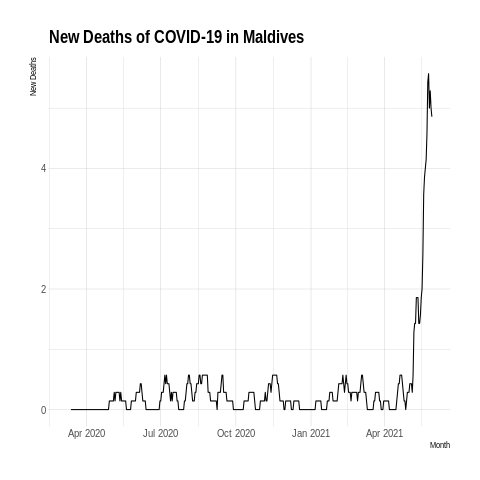 New Deaths of COVID-19 in Maldives
New Deaths
4
2
0
Apr 2020 Jul 2020 Oct 2020 Jan 2021 Apr 2021
Month